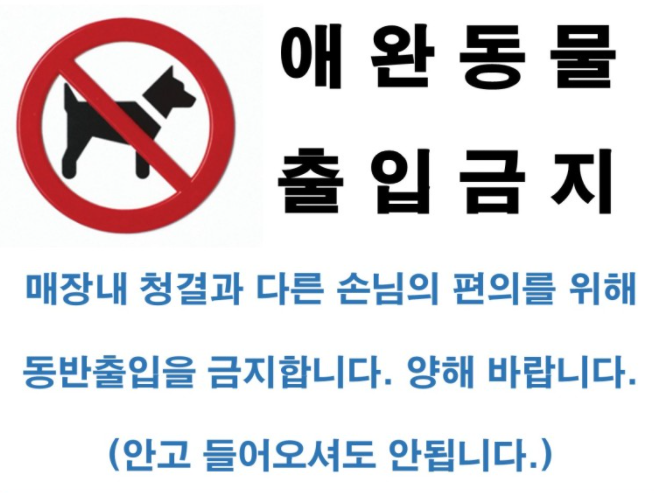 애완동물
출입금지
매장내 청결과 다른 손님의 편의를 위해
동반출입을 금지합니다. 양해 바랍니다.
(안고 들어오셔도 안됩니다.)